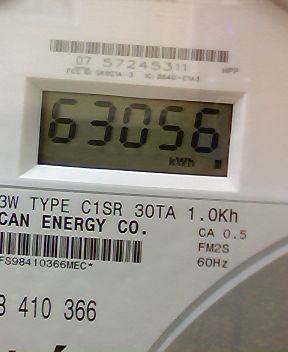 07 57245311
HPP
63056
kWh
3W TYPE C1SR 30TA 1.0Kh
CAN ENERGY CO.
CA 0.5
FM2S
FS98410366MEC*
60Hz
410 366